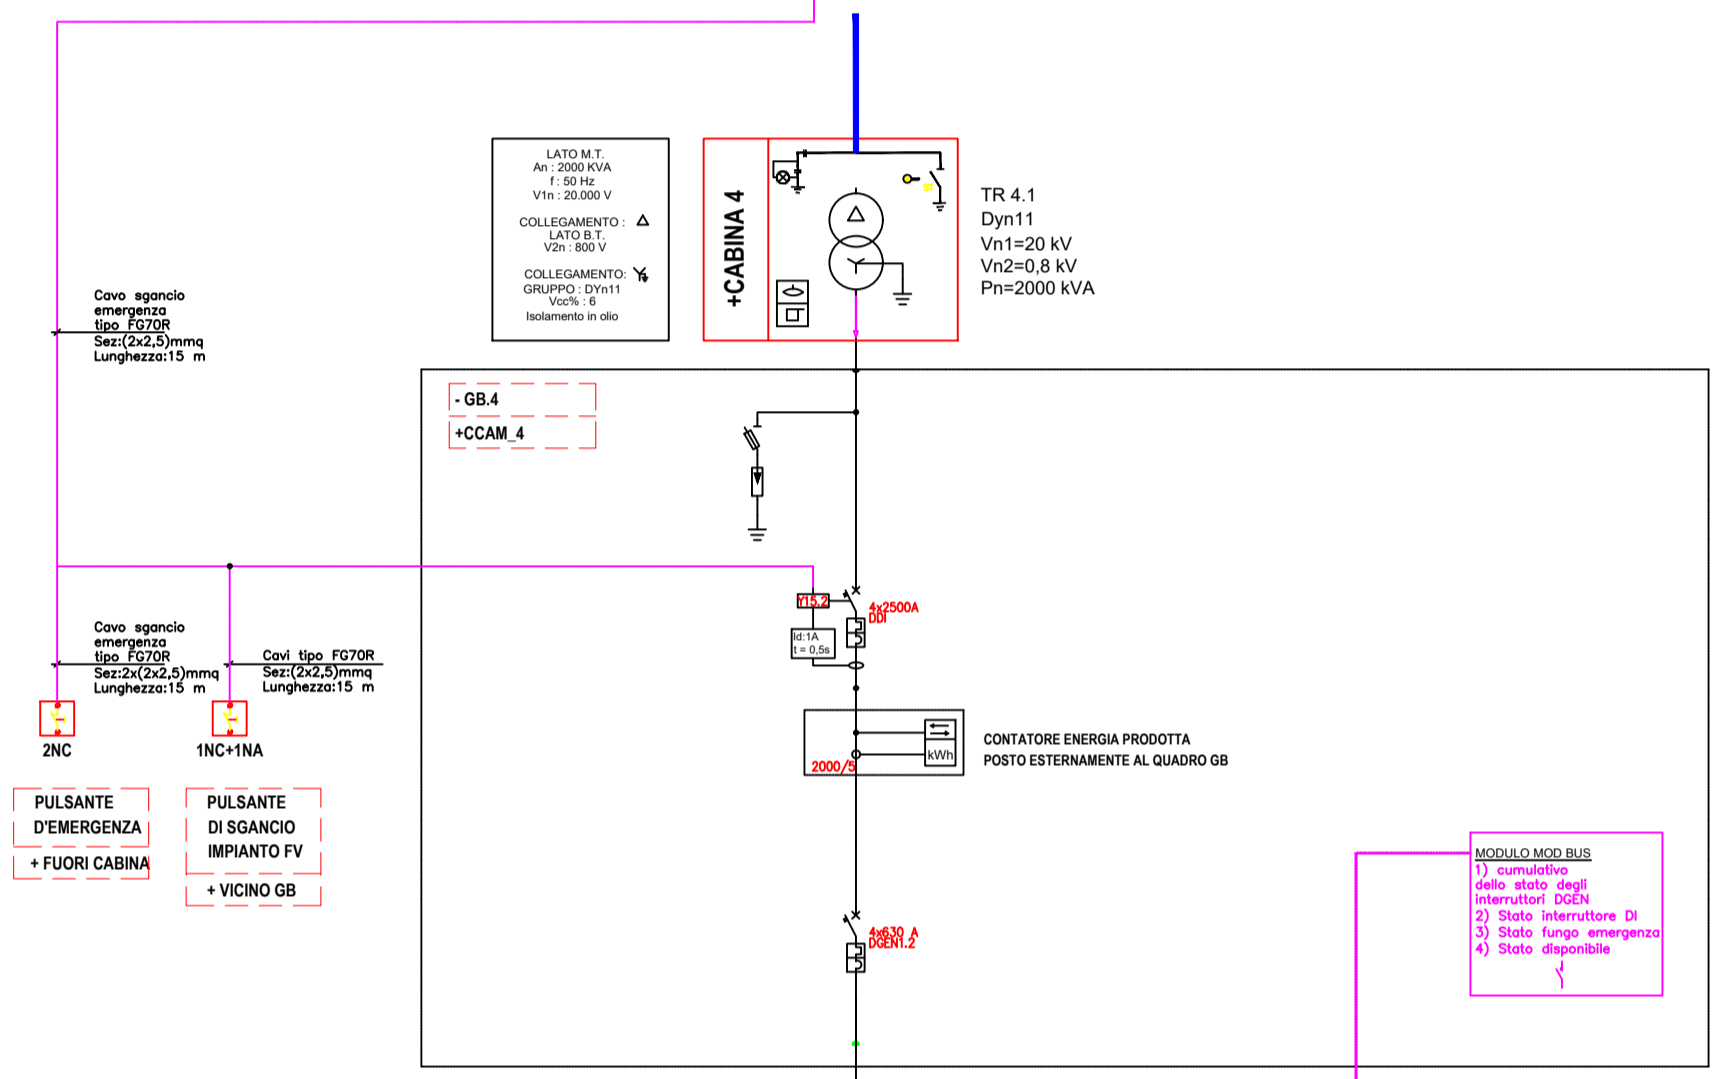 LATO M.T.
An : 2000 KVA
f : 50 Hz
V1n : 20.000 V
COLLEGAMENTO :
LATO B.T.
V2n : 800 V
COLLEGAMENTO:
GRUPPO : DYn11
Vcc% : 6
Isolamento in olio
+CABINA 4
ST
TR 4.1
Dyn11
Vn1=20 kV
Vn2=0,8 kV
Pn=2000 kVA
Cavo sgancio
emergenza
tipo FG70R
Sez:(2x2,5)mmq
Lunghezza:15 m
- GB.4
+CCAM_4
Y15.2
4x2500A
DDI
Id:1A
t = 0,5s
Cavo sgancio
emergenza
tipo FG70R
Sez:2x(2x2,5)mmq
Lunghezza:15 m
Cavi tipo FG70R
Sez:(2x2,5)mmq
Lunghezza:15 m
2NC
1NC+1NA
PULSANTE
D'EMERGENZA
+ FUORI CABINA
PULSANTE
DI SGANCIO
IMPIANTO FV
+ VICINO GB
kWh
2000/5
CONTATORE ENERGIA PRODOTTA
POSTO ESTERNAMENTE AL QUADRO GB
4x630 A
DGEN1.2
MODULO MOD BUS
1) cumulativo
dello stato degli
interruttori DGEN
2) Stato interruttore DI
3) Stato fungo emergenza
4) Stato disponibile